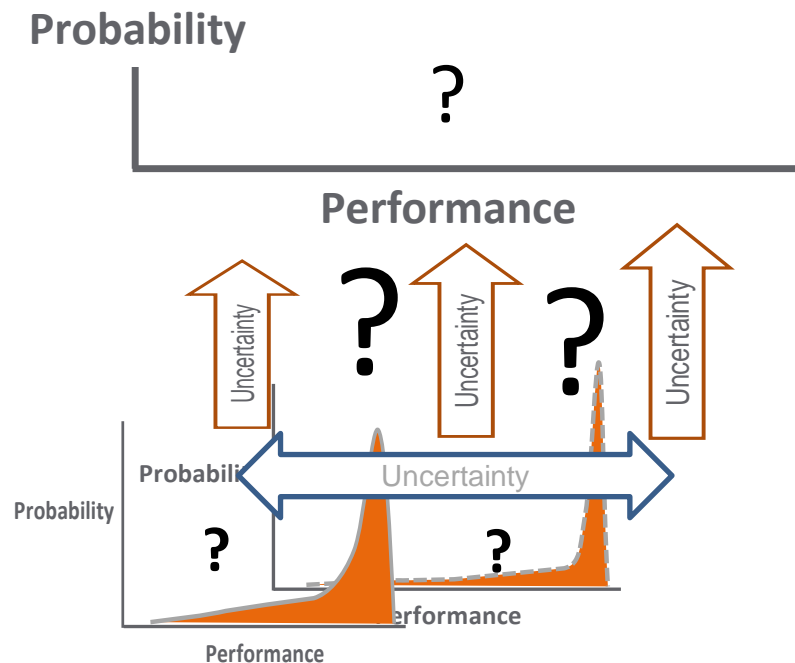 Probability
?
Performance
Uncertainty
?
Uncertainty
?
Uncertainty
Probabili
Uncertainty
Probability
?
?
erformance
Performance